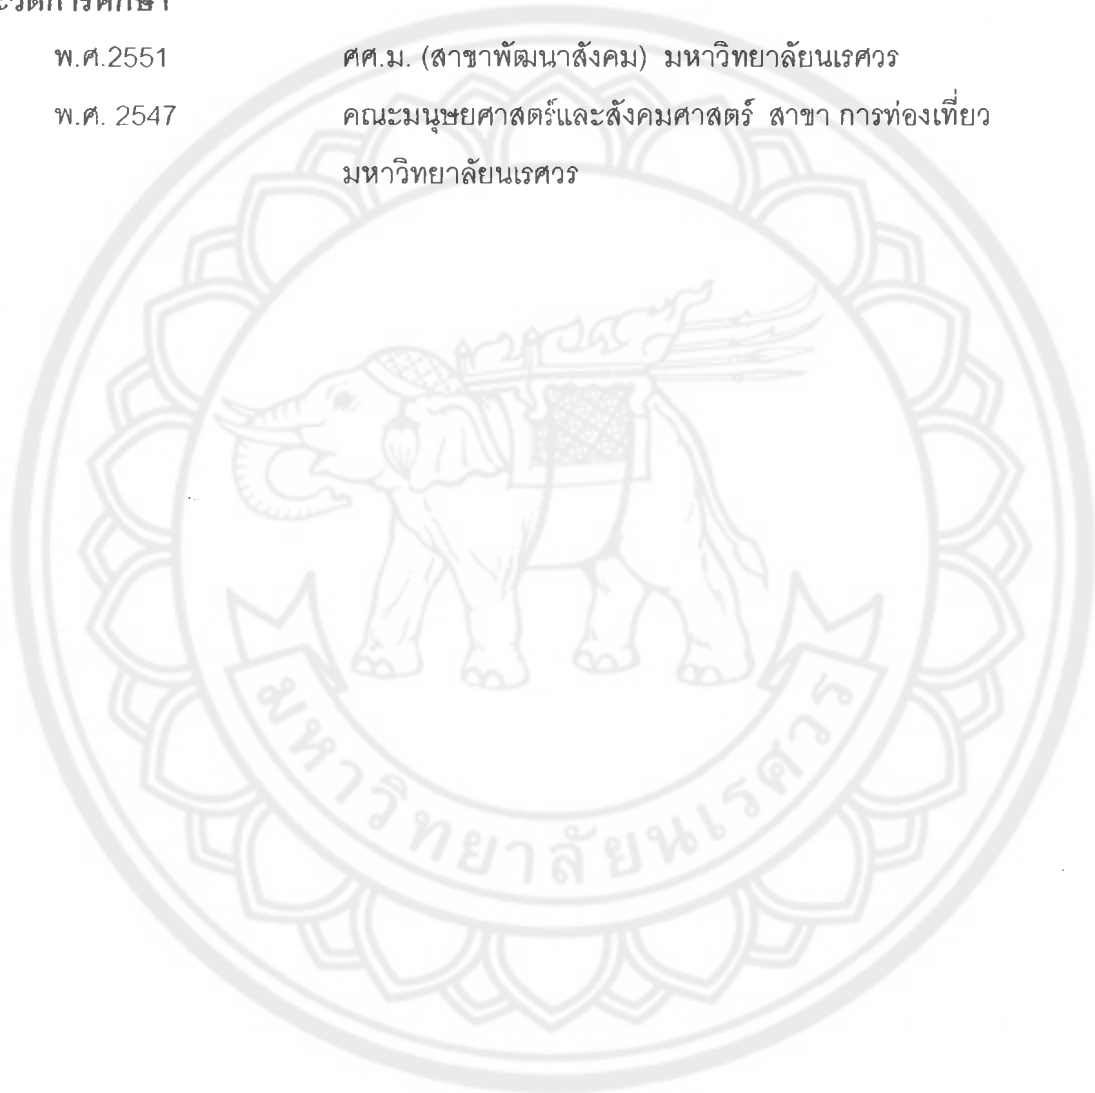 พ.ศ.2551 ศศ.ม. (สาขาพัฒนาสังคม) มหาวิทยาลัยนเรศวร
พ.ศ. 2547 คณะมนุษยศาสตร์และสังคมศาสตร์ สาขา การท่องเที่ยว
มหาวิทยาลัยนเรศวร
มหาวิทยาลัยนเรศวร